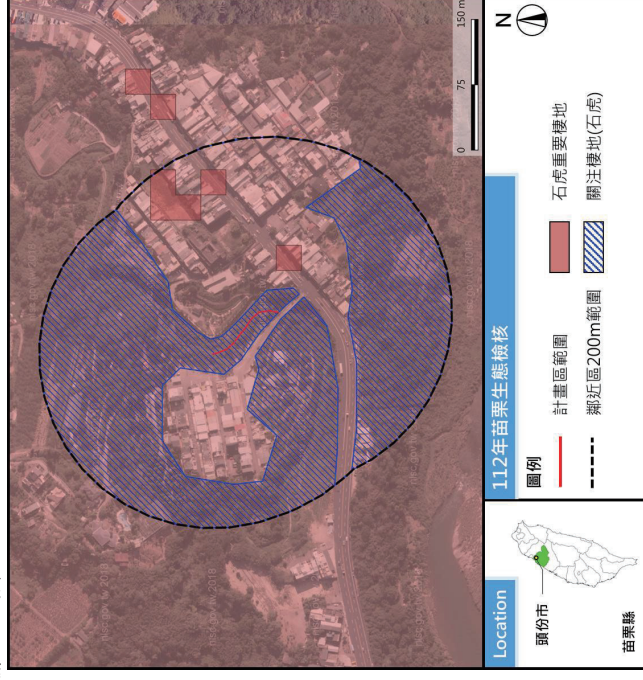 0 75 150 m
N
112年苗栗生態檢核
圖例
計畫區範圍
石虎重要棲地
鄰近區200m範圍
關注棲地(石虎)
Location
頭份市
苗栗縣